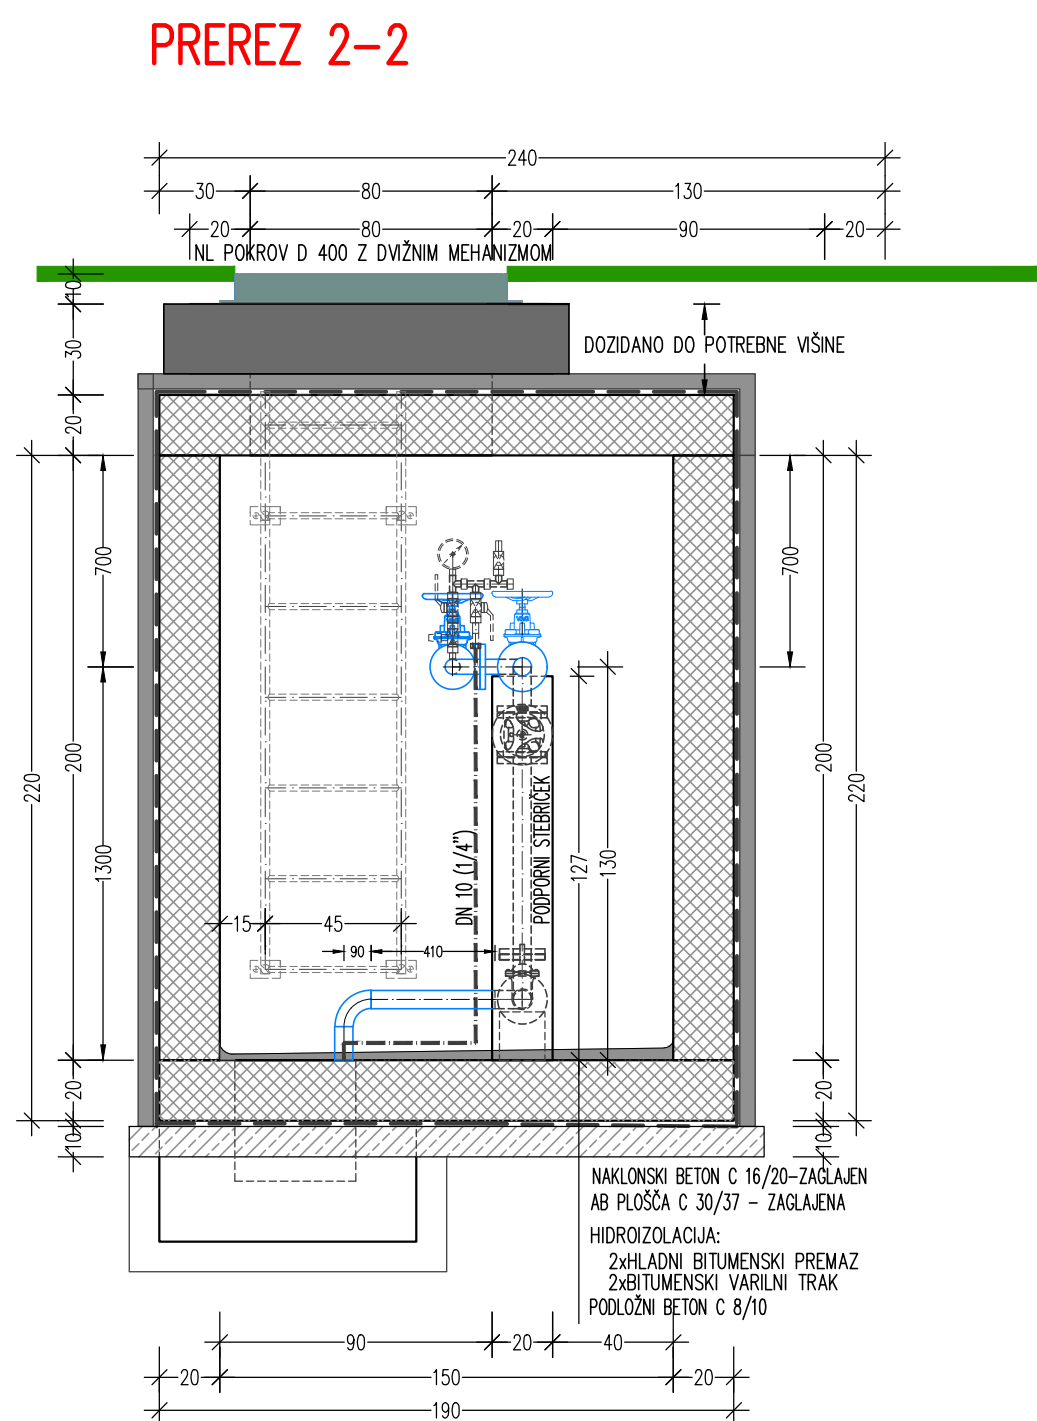 PREREZ 2-2
240
30 80 130
20 80 20 90 20
NL POKROV D 400 Z DVIŽNIM MEHANIZMOM
10
30
DOZIDANO DO POTREBNE VIŠINE
20
700
700
220
200
1300
200
220
DN 10 (1/4")
PODPORNI STEBRIČEK
127
130
15 45
90 410
20
10
20
10
NAKLONSKI BETON C 16/20-ZAGLAJEN
AB PLOŠČA C 30/37 - ZAGLAJENA
HIDROIZOLACIJA:
2xHLADNI BITUMENSKI PREMAZ
2xBITUMENSKI VARILNI TRAK
PODLOŽNI BETON C 8/10
90 20 40
20 150 20
190